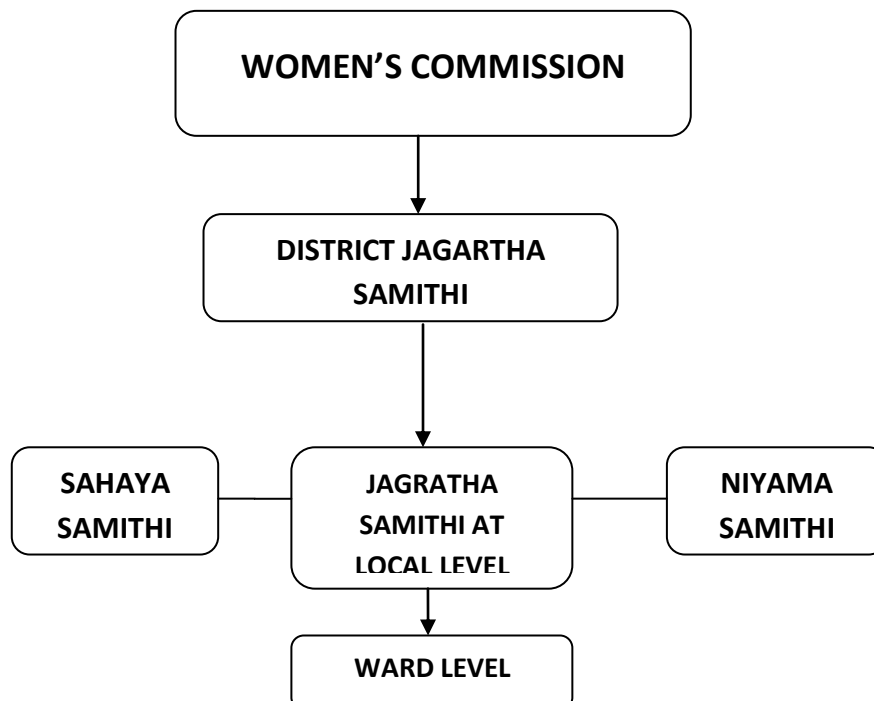 WOMEN’S COMMISSION
DISTRICT JAGARTHA
SAMITHI
SAHAYA
SAMITHI
JAGRATHA
SAMITHI AT
LOCAL LEVEL
NIYAMA
SAMITHI
WARD LEVEL